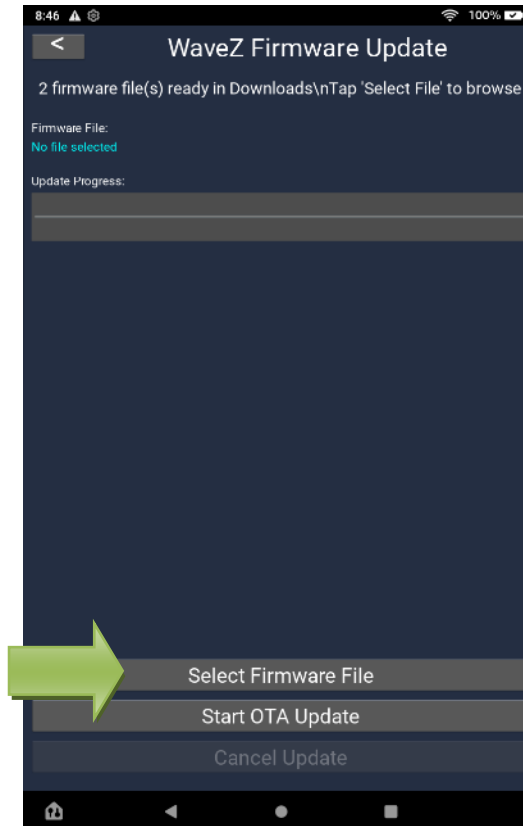 8:46 100%
< WaveZ Firmware Update
2 firmware file(s) ready in Downloads\nTap 'Select File' to browse
Firmware File:
No file selected
Update Progress:
Select Firmware File
Start OTA Update
Cancel Update